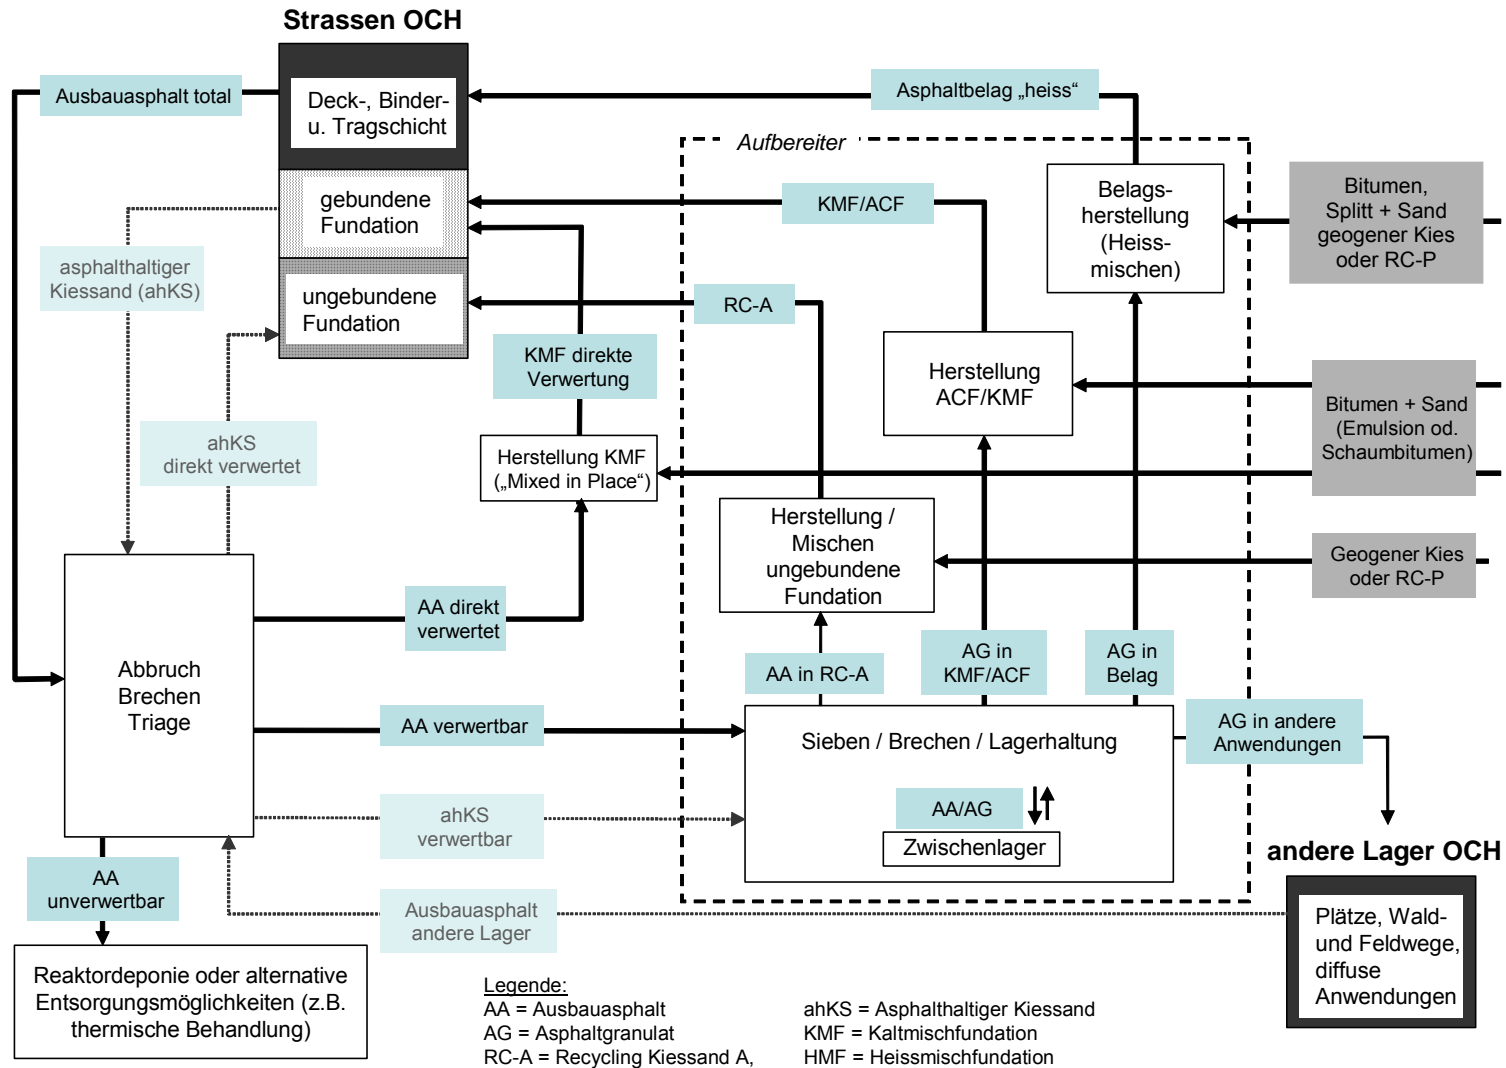 Strassen OCH
Ausbauasphalt total
Deck-, Binder-
u. Tragschicht
Asphaltbelag „heiss“
Aufbereiter
gebundene
Fundation
KMF/ACF
Belags-
herstellung
(Heiss-
mischen)
Bitumen,
Splitt + Sand
geogener Kies
oder RC-P
asphalthaltiger
Kiessand (ahKS)
ungebundene
Fundation
RC-A
KMF direkte
Verwertung
Herstellung
ACF/KMF
Bitumen + Sand
(Emulsion od.
Schaumbitumen)
ahKS
direkt verwertet
Herstellung KMF
(„Mixed in Place“)
Herstellung /
Mischen
ungebundene
Fundation
Geogener Kies
oder RC-P
AA direkt
verwertet
Abbruch
Brechen
Triage
AA in RC-A
AG in
KMF/ACF
AG in
Belag
AA verwertbar
Sieben / Brechen / Lagerhaltung
AG in andere
Anwendungen
ahKS
verwertbar
AA/AG
Zwischenlager
andere Lager OCH
AA
unverwertbar
Ausbauasphalt
andere Lager
Plätze, Wald-
und Feldwege,
diffuse
Anwendungen
Reaktordeponie oder alternative
Entsorgungsmöglichkeiten (z.B.
thermische Behandlung)
Legende:
AA = Ausbauasphalt
AG = Asphaltgranulat
RC-A = Recycling Kiessand A,
ahKS = Asphalthaltiger Kiessand
KMF = Kaltmischfundation
HMF = Heissmischfundation